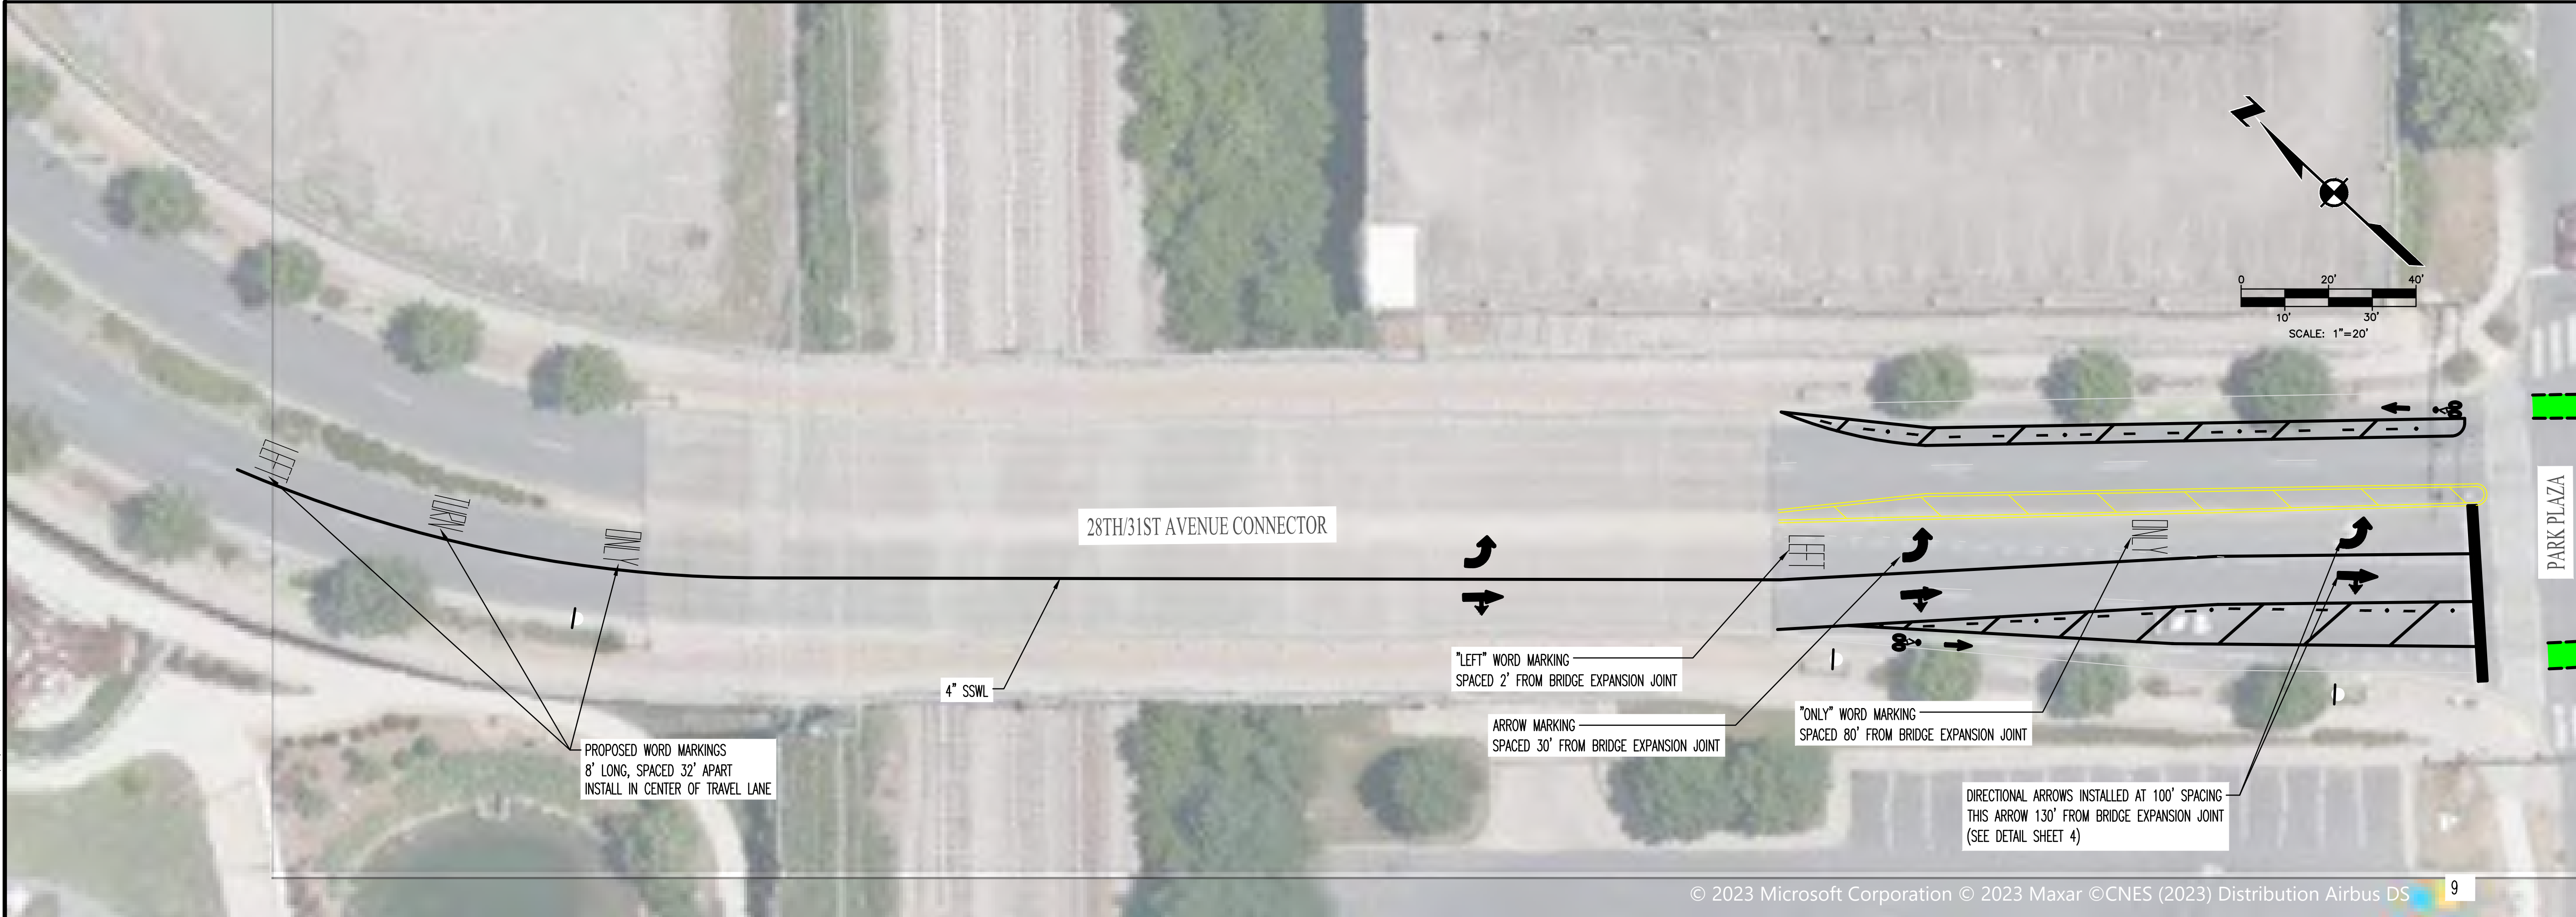 N
0 20' 40'
10' 30'
SCALE: 1"=20'
LEFT
TURN
ONLY
28TH/31ST AVENUE CONNECTOR
LEFT
ONLY
PARK PLAZA
4" SSWL
"LEFT" WORD MARKING
SPACED 2' FROM BRIDGE EXPANSION JOINT
ARROW MARKING
SPACED 30' FROM BRIDGE EXPANSION JOINT
"ONLY" WORD MARKING
SPACED 80' FROM BRIDGE EXPANSION JOINT
PROPOSED WORD MARKINGS
8' LONG, SPACED 32' APART
INSTALL IN CENTER OF TRAVEL LANE
DIRECTIONAL ARROWS INSTALLED AT 100' SPACING
THIS ARROW 130' FROM BRIDGE EXPANSION JOINT
(SEE DETAIL SHEET 4)
© 2023 Microsoft Corporation © 2023 Maxar ©CNES (2023) Distribution Airbus DS
9